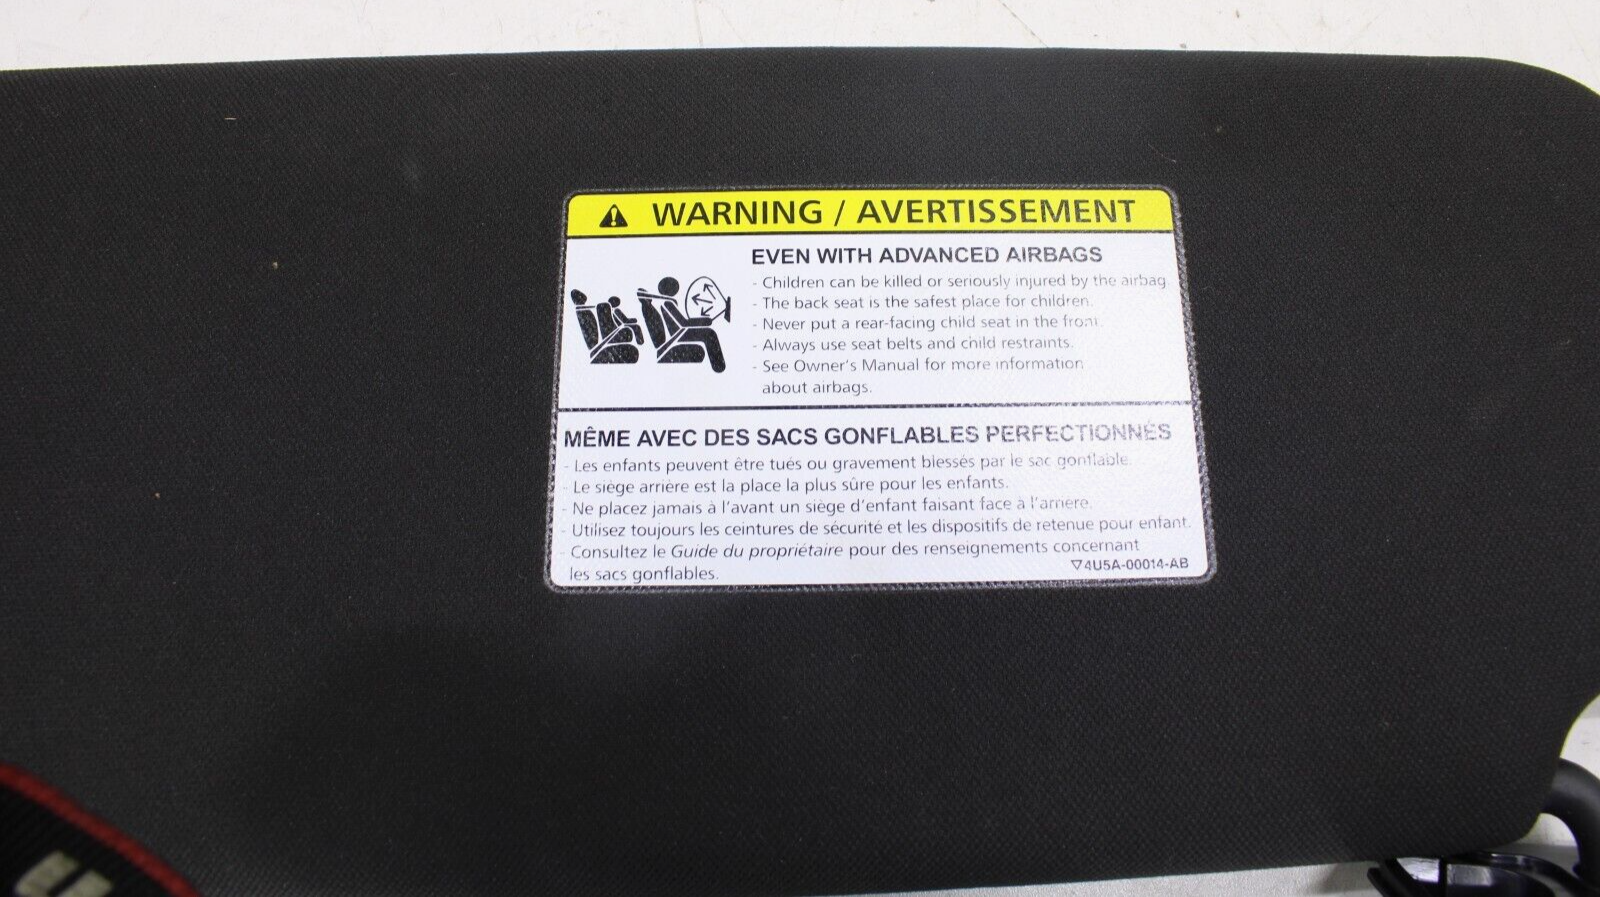 WARNING / AVERTISSEMENT
EVEN WITH ADVANCED AIRBAGS
- Children can be killed or seriously injured by the airbag.
- The back seat is the safest place for children.
- Never put a rear-facing child seat in the front.
- Always use seat belts and child restraints.
- See Owner's Manual for more information
about airbags.
MÊME AVEC DES SACS GONFLABLES PERFECTIONNÉS
- Les enfants peuvent être tués ou gravement blessés par le sac gonflable.
- Le siège arrière est la place la plus sûre pour les enfants.
- Ne placez jamais à l'avant un siège d'enfant faisant face à l'arrière.
- Utilisez toujours les ceintures de sécurité et les dispositifs de retenue pour enfant.
- Consultez le Guide du propriétaire pour des renseignements concernant
les sacs gonflables.
▽4U5A-00014-AB